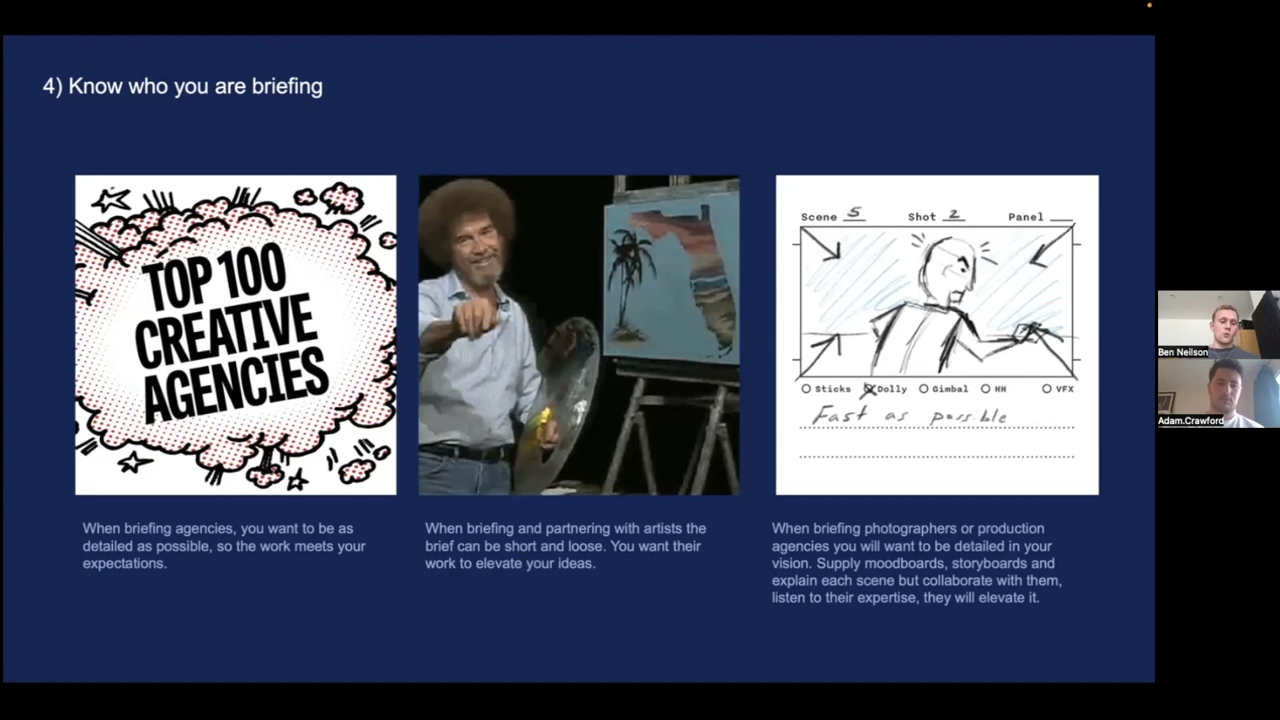 4) Know who you are briefing
TOP 100
CREATIVE
AGENCIES
Scene 5 Shot 2 Panel
Sticks Dolly Gimbal HH VFX
Fast as possible
When briefing agencies, you want to be as
detailed as possible, so the work meets your
expectations.
When briefing and partnering with artists the
brief can be short and loose. You want their
work to elevate your ideas.
When briefing photographers or production
agencies you will want to be detailed in your
vision. Supply moodboards, storyboards and
explain each scene but collaborate with them,
listen to their expertise, they will elevate it.
Ben Neilson
Adam.Crawford